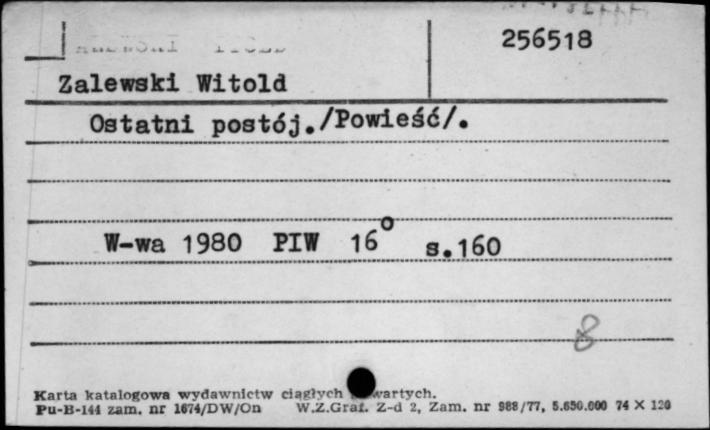 256518
Zalewski Witold
Ostatni postój./Powieść/.
W-wa 1980 PIW 16° s.160
8
Karta katalogowa wydawnictw ciągłych wartych.
Pu-B-144 zam. nr 1674/DW/On W.Z.Graf. Z-d 2, Zam. nr 988/77, 5.650.000 74 X 120